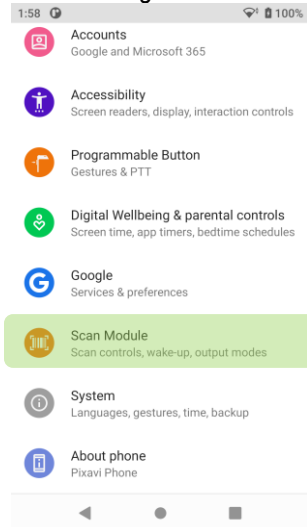 1:58 100%
Accounts
Google and Microsoft 365
Accessibility
Screen readers, display, interaction controls
Programmable Button
Gestures & PTT
Digital Wellbeing & parental controls
Screen time, app timers, bedtime schedules
Google
Services & preferences
Scan Module
Scan controls, wake-up, output modes
System
Languages, gestures, time, backup
About phone
Pixavi Phone